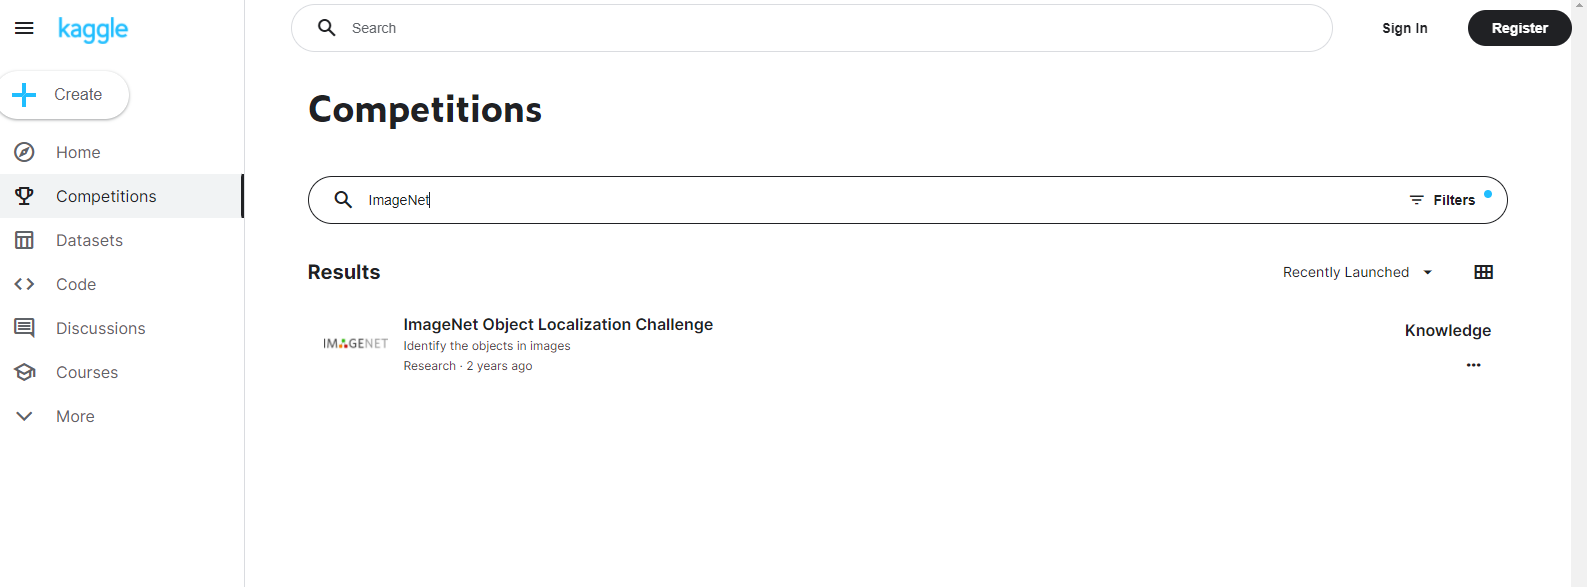 kaggle
Search
Sign In
Register
Create
Home
Competitions
Datasets
Code
Discussions
Courses
More
Competitions
ImageNet
Filters
Results
Recently Launched
IMAGENET
ImageNet Object Localization Challenge
Identify the objects in images
Research · 2 years ago
Knowledge